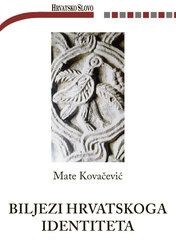 HRVATSKO SLOVO
Mate Kovačević
BILJEZI HRVATSKOGA
IDENTITETA